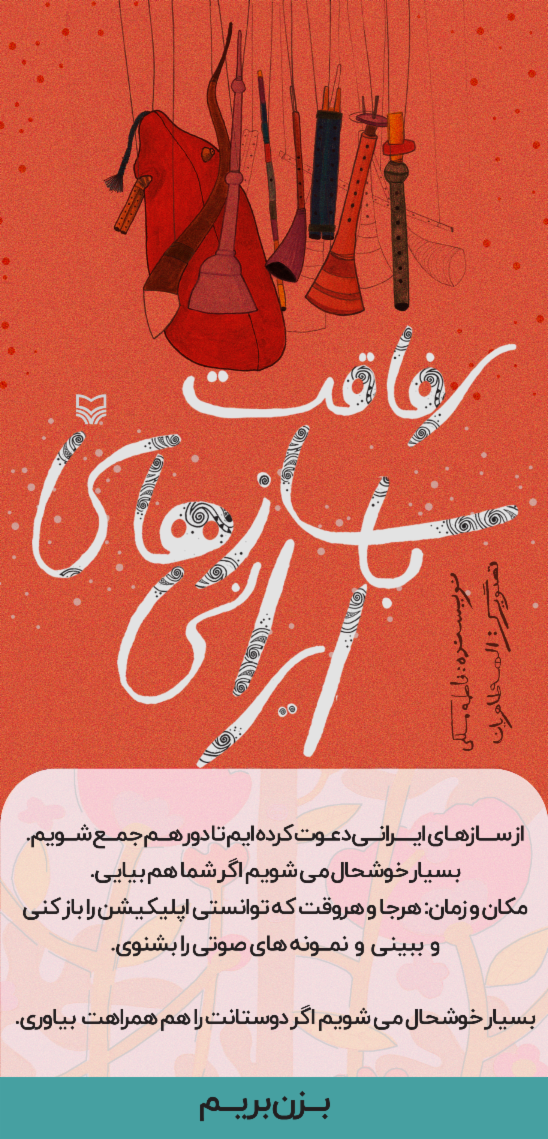 رفاقت
با سازهای
ایرانی
نویسنده: فاطمه ملکی
تصویرگر: الهه طاهریان
از سازهای ایرانی دعوت کرده ایم تا دور هم جمع شویم.
بسیار خوشحال می شویم اگر شما هم بیایی.
مکان و زمان: هرجا و هروقت که توانستی اپلیکیشن را باز کنی
و ببینی و نمونه های صوتی را بشنوی.
بسیار خوشحال می شویم اگر دوستانت را هم همراهت بیاوری.
بزن بریم